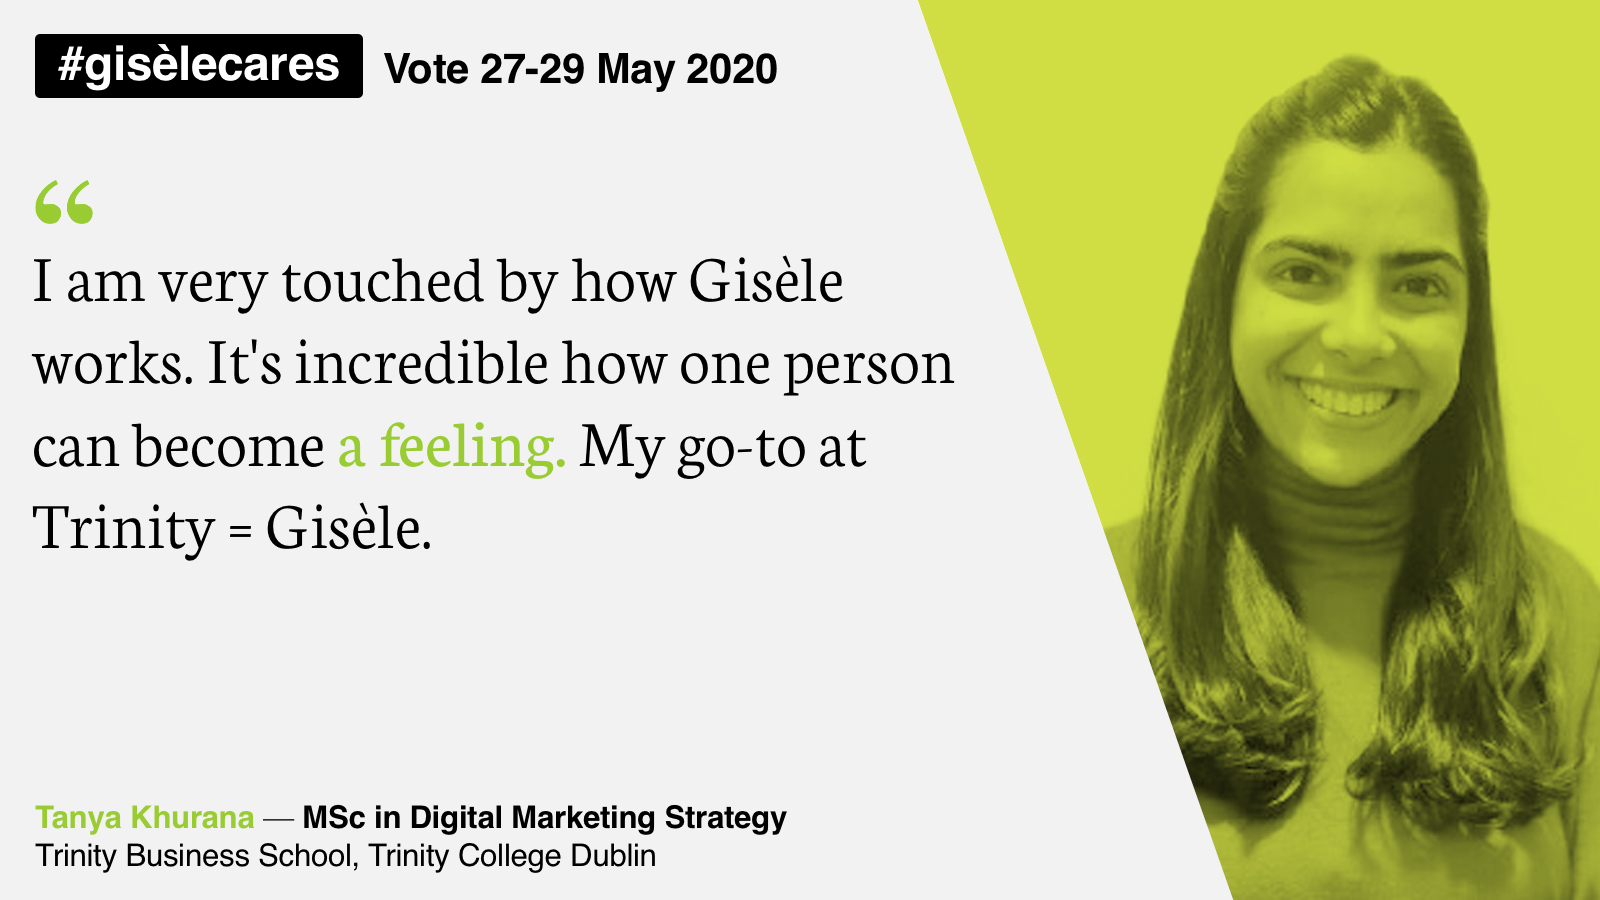 #gisèlecares Vote 27-29 May 2020
“
I am very touched by how Gisèle
works. It's incredible how one person
can become a feeling. My go-to at
Trinity = Gisèle.
Tanya Khurana — MSc in Digital Marketing Strategy
Trinity Business School, Trinity College Dublin